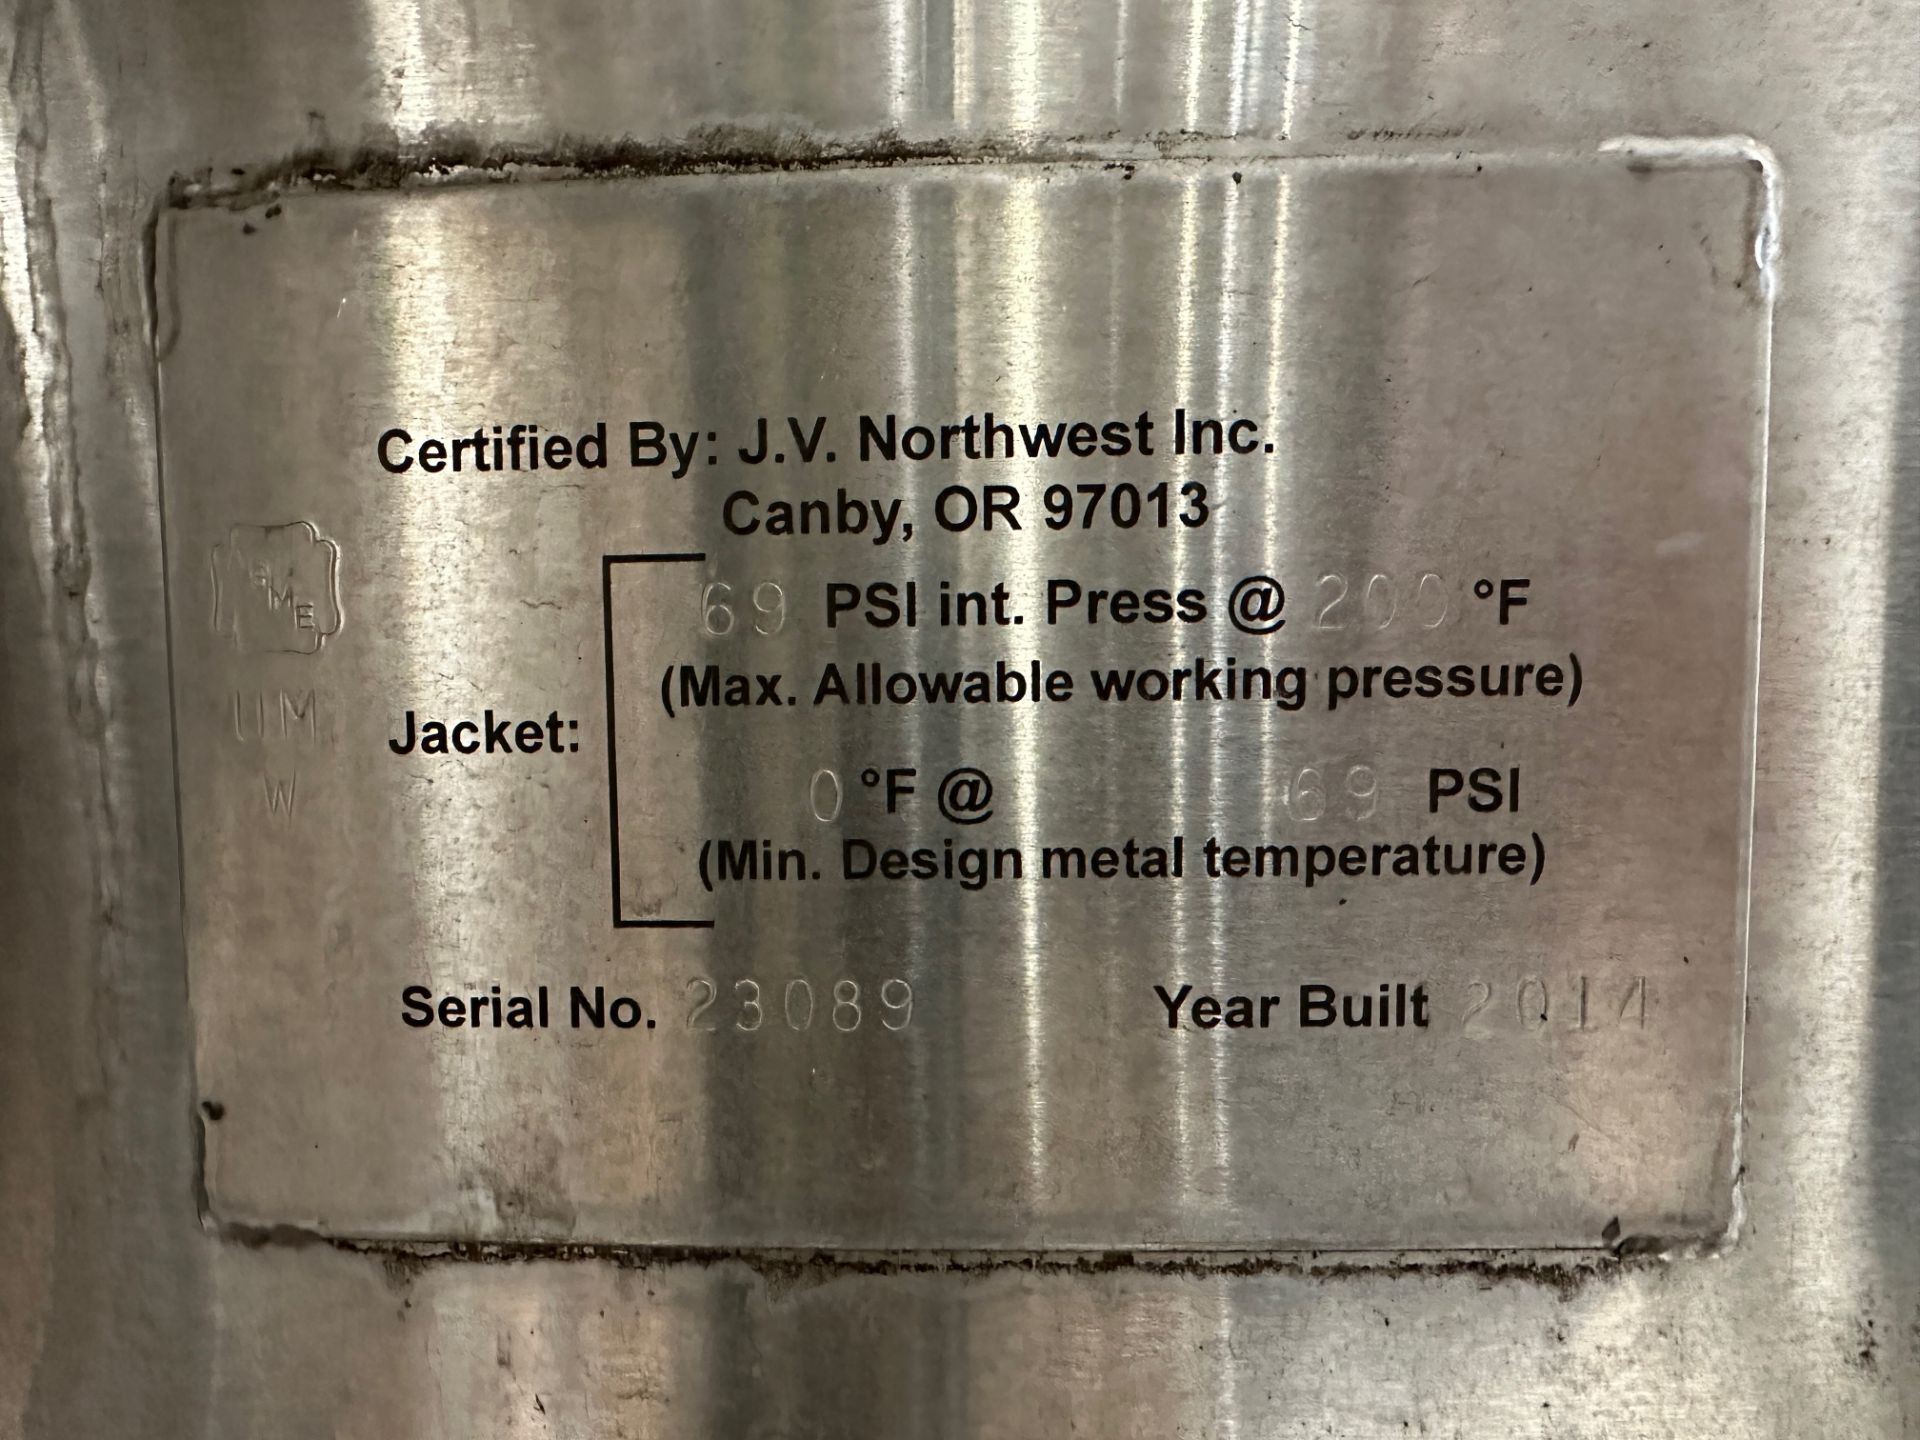 Certified By: J.V. Northwest Inc.
Canby, OR 97013
ASME
UM
W
Jacket:
69 PSI int. Press @ 200 °F
(Max. Allowable working pressure)
0 °F @ 69 PSI
(Min. Design metal temperature)
Serial No. 23089 Year Built 2014